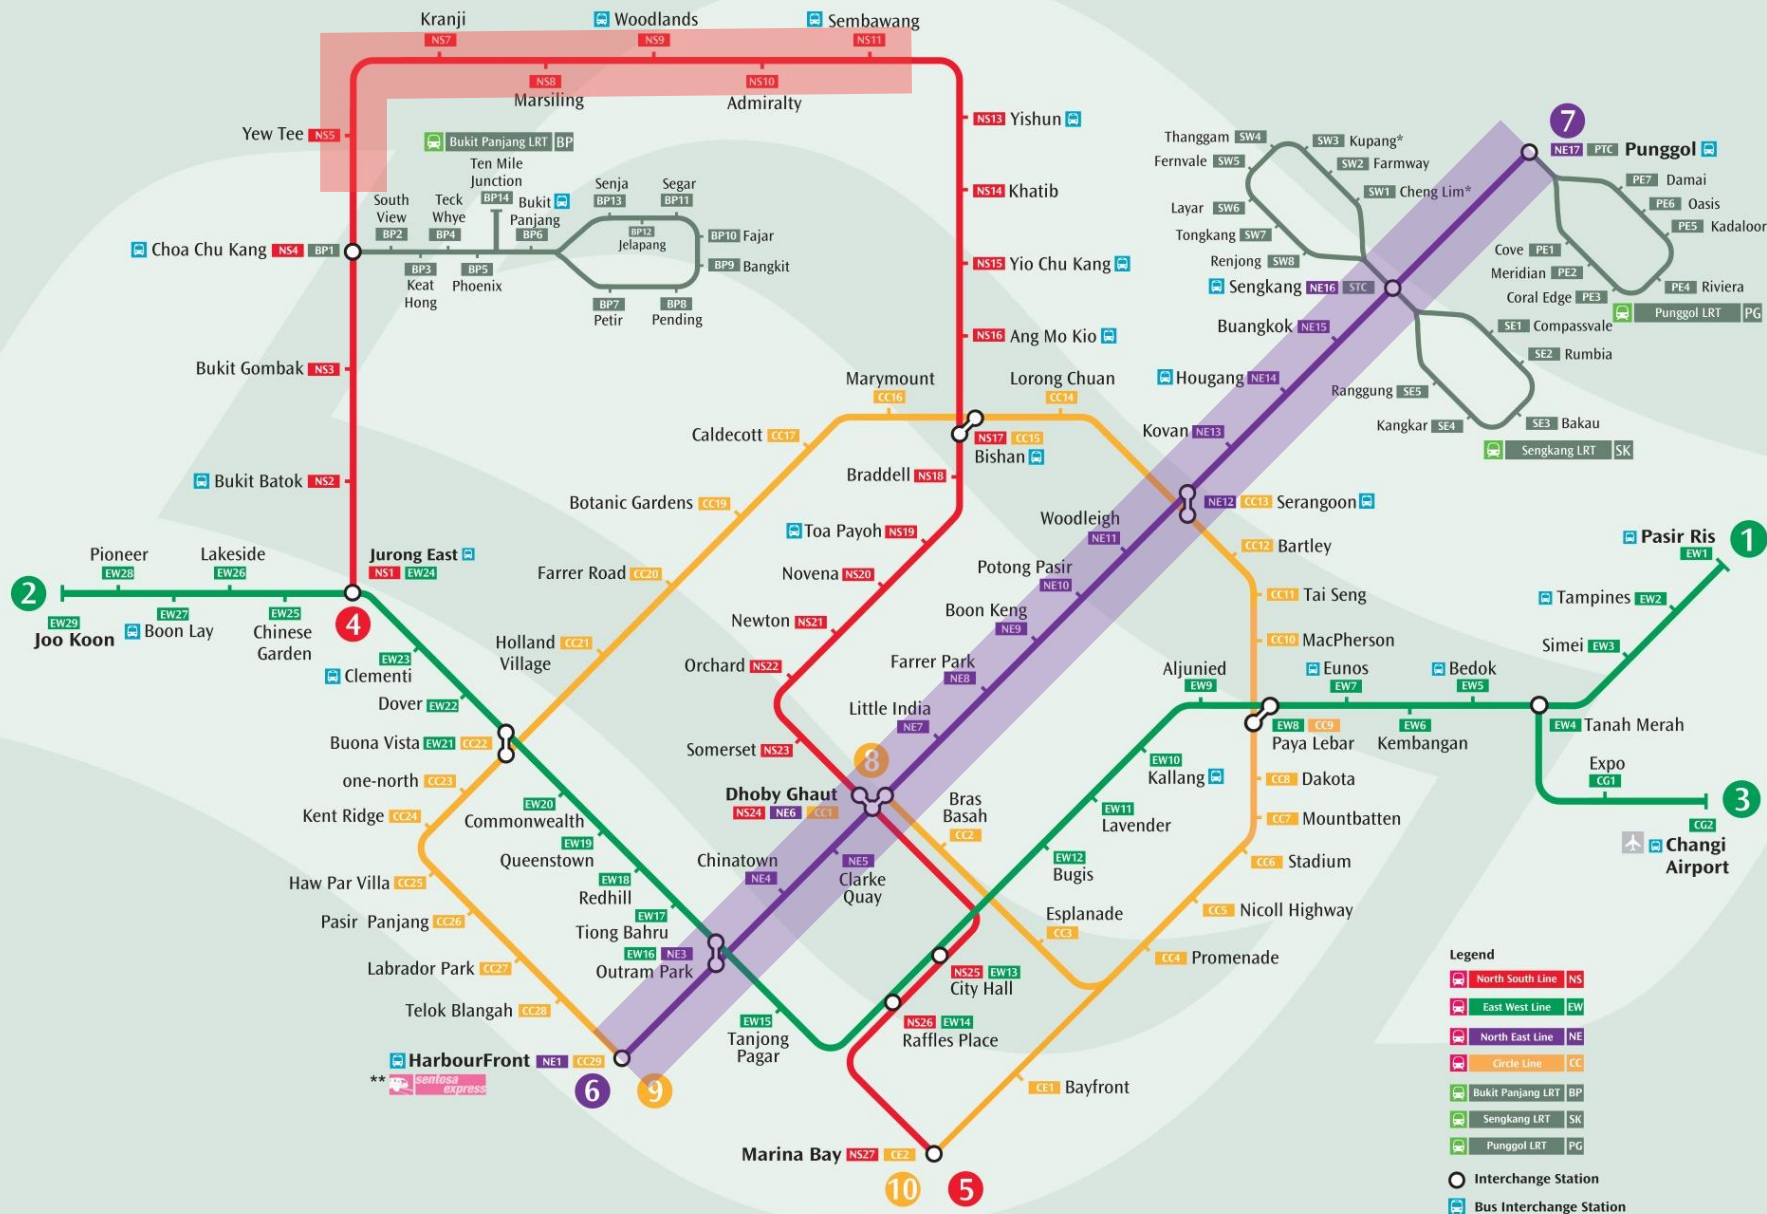 Kranji
NS7
Woodlands
NS9
Sembawang
NS11
NS8
Marsiling
NS10
Admiralty
Yew Tee NS5
Bukit Panjang LRT BP
Ten Mile
Junction
BP14
South
View
BP2
Teck
Whye
BP4
Bukit
Panjang
BP6
Senja
BP13
Segar
BP11
BP12
Jelapang
BP10 Fajar
BP9 Bangkit
Choa Chu Kang NS4 BP1
BP3
Keat
Hong
BP5
Phoenix
BP7
Petir
BP8
Pending
Bukit Gombak NS3
Bukit Batok NS2
NS13 Yishun
NS14 Khatib
NS15 Yio Chu Kang
NS16 Ang Mo Kio
7
NE17 PTC Punggol
Thanggam SW4
SW3 Kupang*
Fernvale SW5
SW2 Farmway
SW1 Cheng Lim*
Layar SW6
Tongkang SW7
Renjong SW8
PE7 Damai
PE6 Oasis
PE5 Kadaloor
Cove PE1
Meridian PE2
Coral Edge PE3
PE4 Riviera
Punggol LRT PG
Sengkang NE16 STC
Buangkok NE15
SE1 Compassvale
SE2 Rumbia
Hougang NE14
Ranggung SE5
Kangkar SE4
SE3 Bakau
Sengkang LRT SK
Kovan NE13
Marymount
CC16
Lorong Chuan
CC14
Caldecott CC17
NS17 CC15
Bishan
Braddell NS18
Botanic Gardens CC19
Toa Payoh NS19
Woodleigh
NE11
NE12 CC13 Serangoon
CC12 Bartley
Pioneer
EW28
Lakeside
EW26
Jurong East
NS1 EW24
Farrer Road CC20
Novena NS20
Potong Pasir
NE10
Pasir Ris
EW1
1
2
EW29
Joo Koon
EW27
Boon Lay
EW25
Chinese
Garden
4
CC11 Tai Seng
Tampines EW2
Newton NS21
Boon Keng
NE9
CC10 MacPherson
Simei EW3
EW23
Clementi
Holland
Village
CC21
Orchard NS22
Farrer Park
NE8
Aljunied
EW9
Eunos
EW7
Bedok
EW5
Dover EW22
Little India
NE7
EW8 CC9
Paya Lebar
EW6
Kembangan
EW4 Tanah Merah
Buona Vista EW21 CC22
Somerset NS23
8
EW10
Kallang
CC8 Dakota
Expo
CG1
one-north CC23
Dhoby Ghaut
NS24 NE6 CC1
Bras
Basah
CC2
EW11
Lavender
CC7 Mountbatten
3
CG2
Changi
Airport
Kent Ridge CC24
EW20
Commonwealth
EW19
Queenstown
EW18
Redhill
EW17
Tiong Bahru
EW16 NE3
Outram Park
Chinatown
NE4
NE5
Clarke
Quay
EW12
Bugis
CC6 Stadium
Haw Par Villa CC25
Pasir Panjang CC26
Esplanade
CC3
CC5 Nicoll Highway
Labrador Park CC27
NS25 EW13
City Hall
CC4 Promenade
Telok Blangah CC28
EW15
Tanjong
Pagar
NS26 EW14
Raffles Place
HarbourFront NE1 CC29
**
sentosa
express
6
9
CE1 Bayfront
Marina Bay NS27 CE2
10
5
Legend
North South Line NS
East West Line EW
North East Line NE
Circle Line CC
Bukit Panjang LRT BP
Sengkang LRT SK
Punggol LRT PG
Interchange Station
Bus Interchange Station